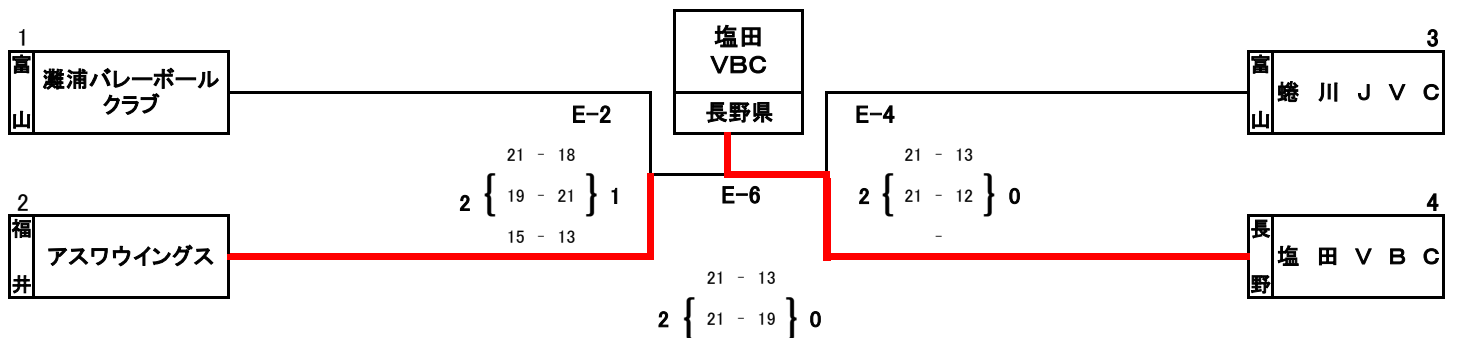 1
富山
灘浦バレーボール
クラブ
2
福井
アスワウイングス
塩田
VBC
長野県
3
富山
蜷川JVC
4
長野
塩田VBC
E-2
21 - 18
2 { 19 - 21 } 1
15 - 13
E-4
21 - 13
2 { 21 - 12 } 0
-
E-6
21 - 13
2 { 21 - 19 } 0